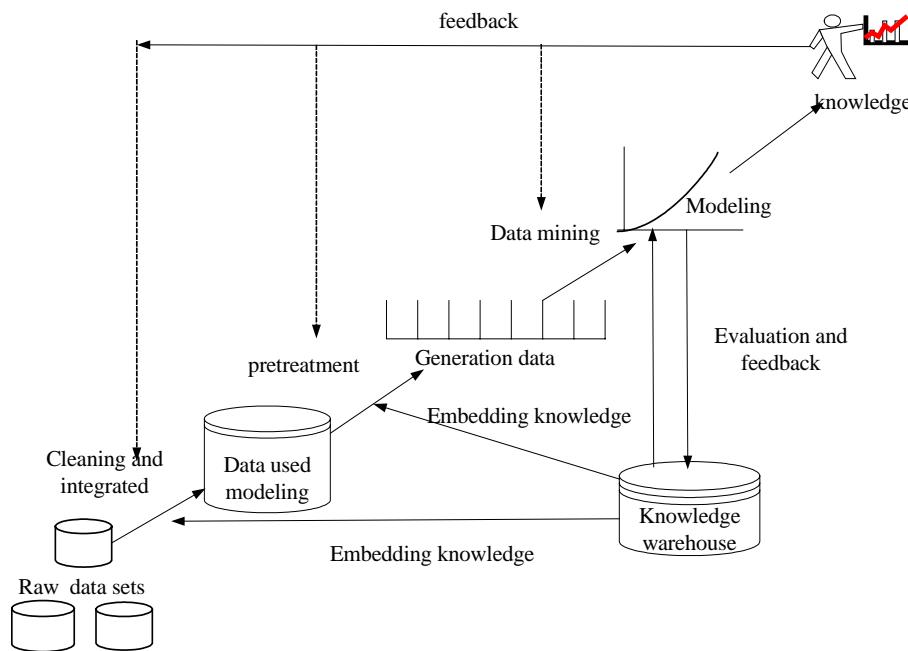 feedback
knowledge
Modeling
Data mining
Evaluation and
feedback
Generation data
pretreatment
Embedding knowledge
Cleaning and
integrated
Data used
modeling
Knowledge
warehouse
Embedding knowledge
Raw data sets